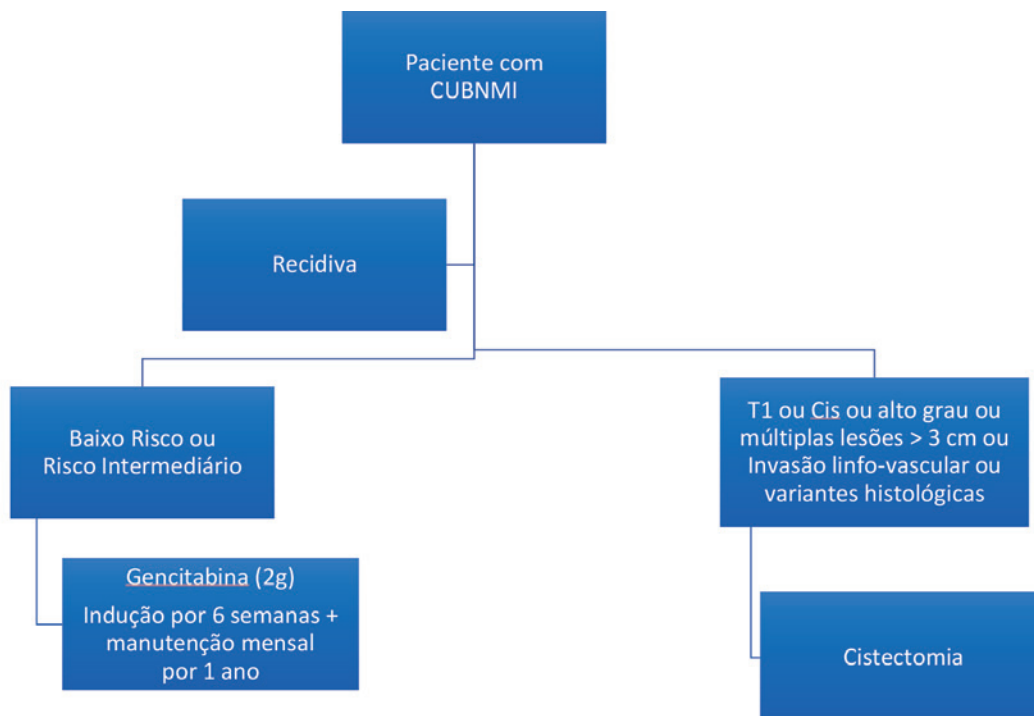 Paciente com
CUBNMI
Recidiva
Baixo Risco ou
Risco Intermediário
T1 ou Cis ou alto grau ou
múltiplas lesões > 3 cm ou
Invasão linfo-vascular ou
variantes histológicas
Gencitabina (2g)
Indução por 6 semanas +
manutenção mensal
por 1 ano
Cistectomia